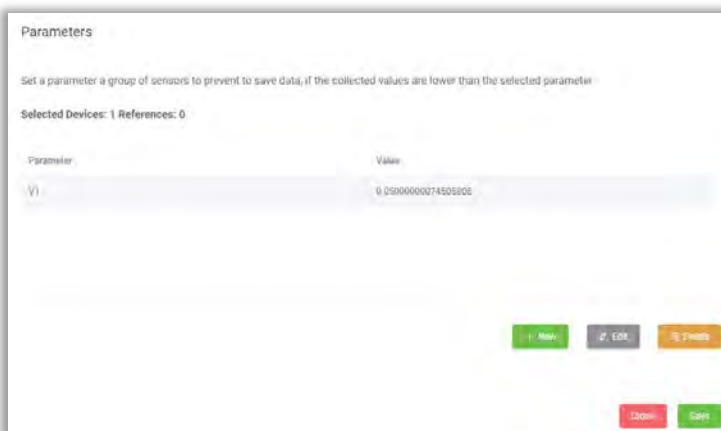 Parameters
Set a parameter a group of sensors to prevent to save data, if the collected values are lower than the selected parameter
Selected Devices: 1 References: 0
Parameter Value
0.05000000074505806
+ New Edit Delete
Close Save